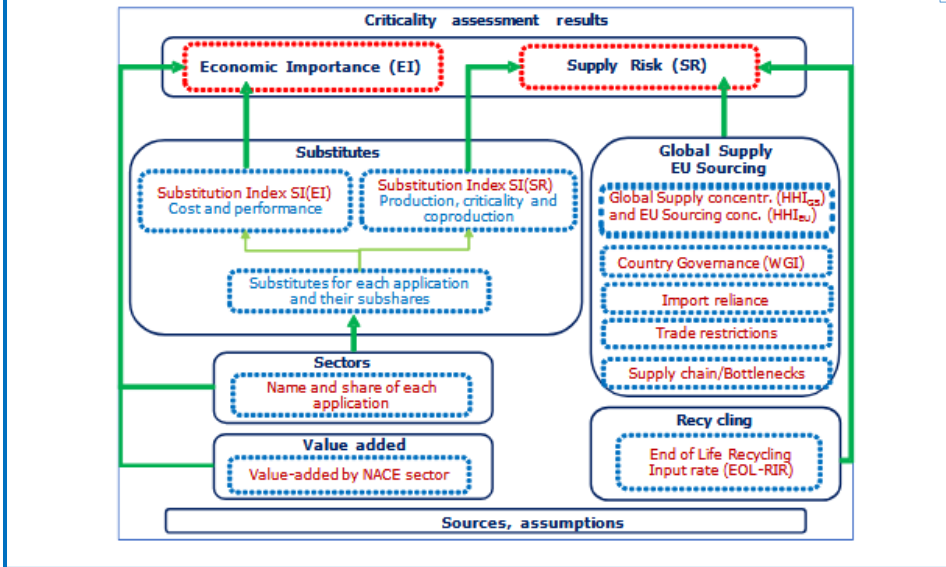 Criticality assessment results
Economic Importance (EI)
Supply Risk (SR)
Substitutes
Substitution Index SI(EI)
Cost and performance
Substitution Index SI(SR)
Production, criticality and
coproduction
Substitutes for each application
and their subshares
Global Supply
EU Sourcing
Global Supply concentr. (HHIGS)
and EU Sourcing conc. (HHIEU)
Country Governance (WGI)
Import reliance
Trade restrictions
Supply chain/Bottlenecks
Sectors
Name and share of each
application
Value added
Value-added by NACE sector
Recycling
End of Life Recycling
Input rate (EOL-RIR)
Sources, assumptions